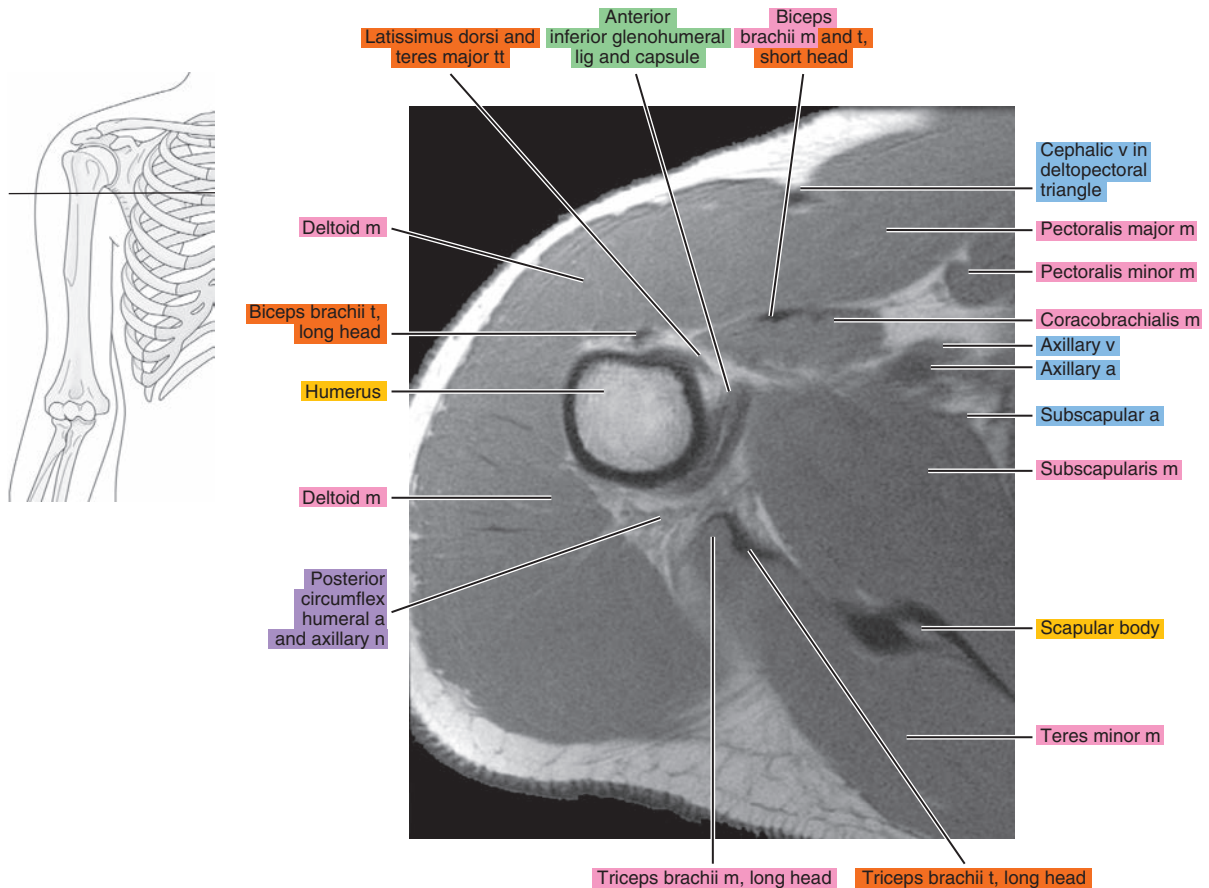 Latissimus dorsi and
teres major tt
Anterior
inferior glenohumeral
lig and capsule
Biceps
brachii m and t,
short head
Cephalic v in
deltopectoral
triangle
Deltoid m
Pectoralis major m
Pectoralis minor m
Biceps brachii t,
long head
Coracobrachialis m
Axillary v
Axillary a
Humerus
Subscapular a
Subscapularis m
Deltoid m
Posterior
circumflex
humeral a
and axillary n
Scapular body
Teres minor m
Triceps brachii m, long head
Triceps brachii t, long head